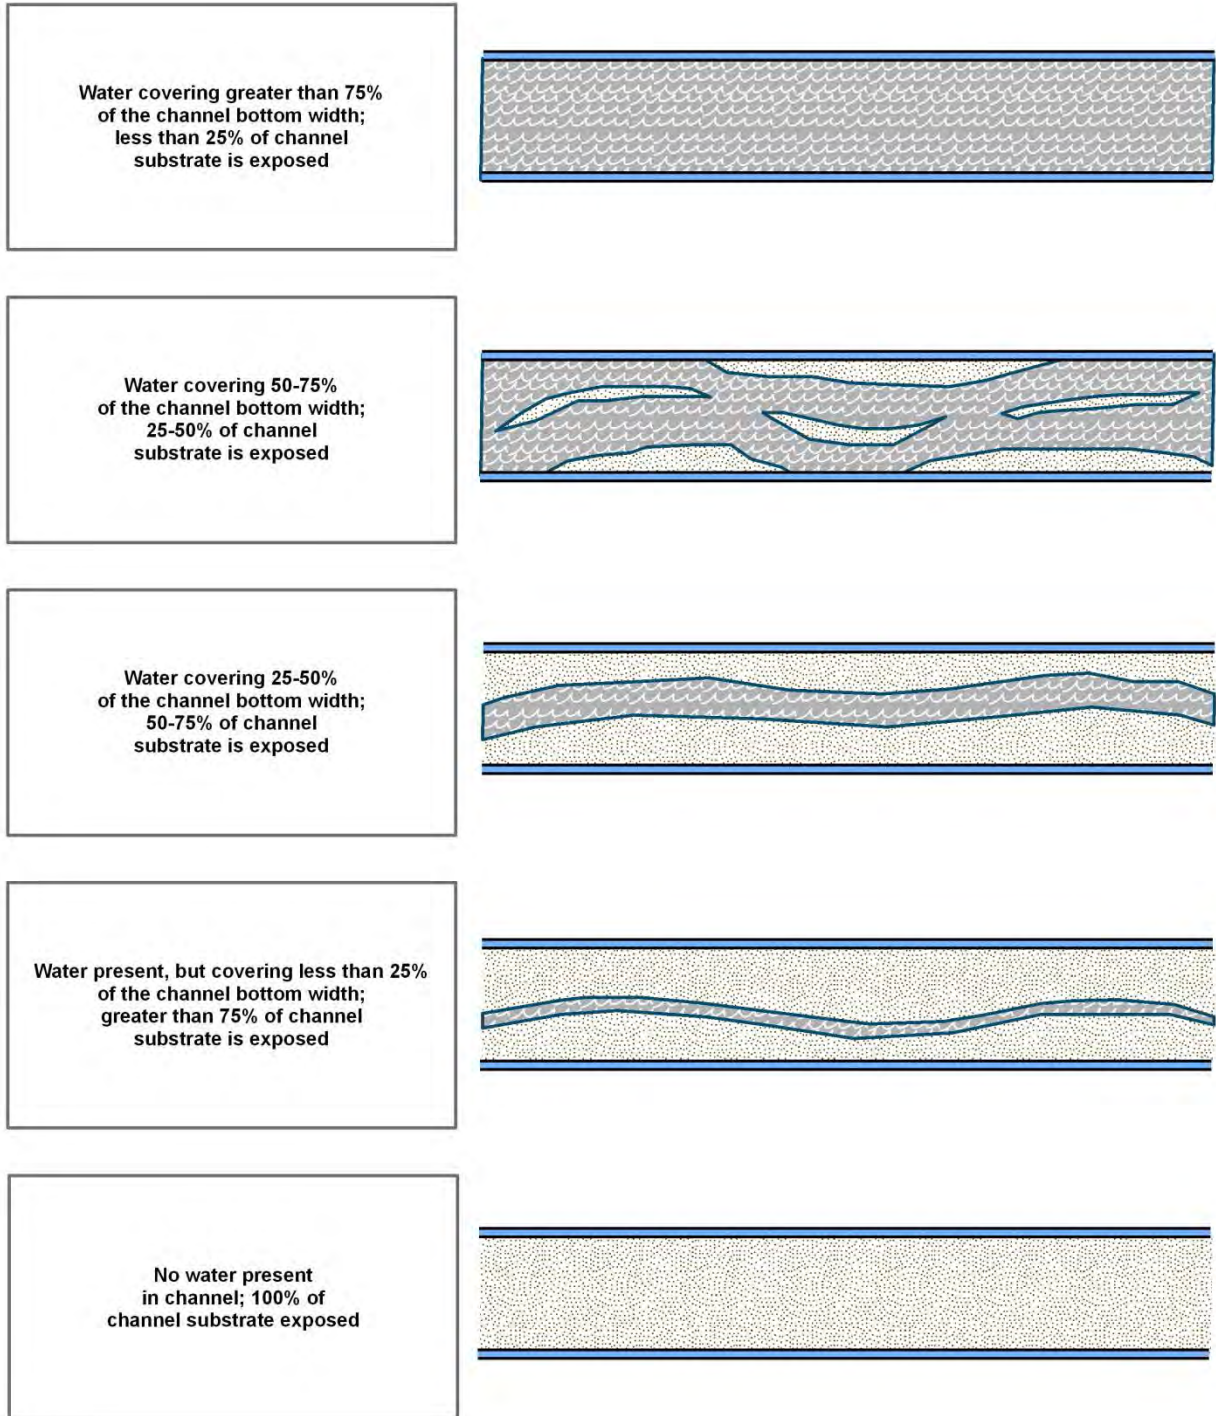 Water covering greater than 75%
of the channel bottom width;
less than 25% of channel
substrate is exposed
Water covering 50-75%
of the channel bottom width;
25-50% of channel
substrate is exposed
Water covering 25-50%
of the channel bottom width;
50-75% of channel
substrate is exposed
Water present, but covering less than 25%
of the channel bottom width;
greater than 75% of channel
substrate is exposed
No water present
in channel; 100% of
channel substrate exposed